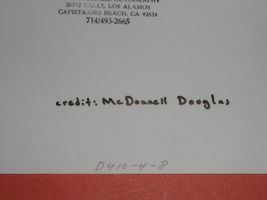 26712 CALLE LOS ALAMOS
CAPISTRANO BEACH, CA 92624
714/493-2665
credit: McDonnell Douglas
D410-4-8